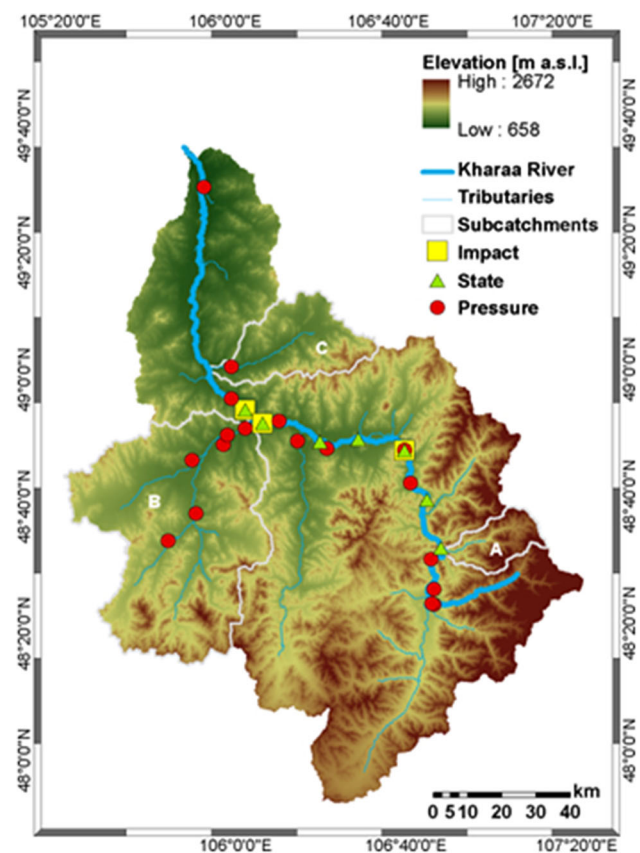 105°20'0"E 106°0'0"E 106°40'0"E 107°20'0"E
Elevation [m a.s.l.]
High : 2672
Low : 658
Kharaa River
Tributaries
Subcatchments
Impact
State
Pressure
49°40'0"N 49°40'0"N
49°20'0"N 49°20'0"N
49°0'0"N 49°0'0"N
48°40'0"N 48°40'0"N
48°20'0"N 48°20'0"N
48°0'0"N 48°0'0"N
C
B
A
km
0 5 10 20 30 40
106°0'0"E 106°40'0"E 107°20'0"E